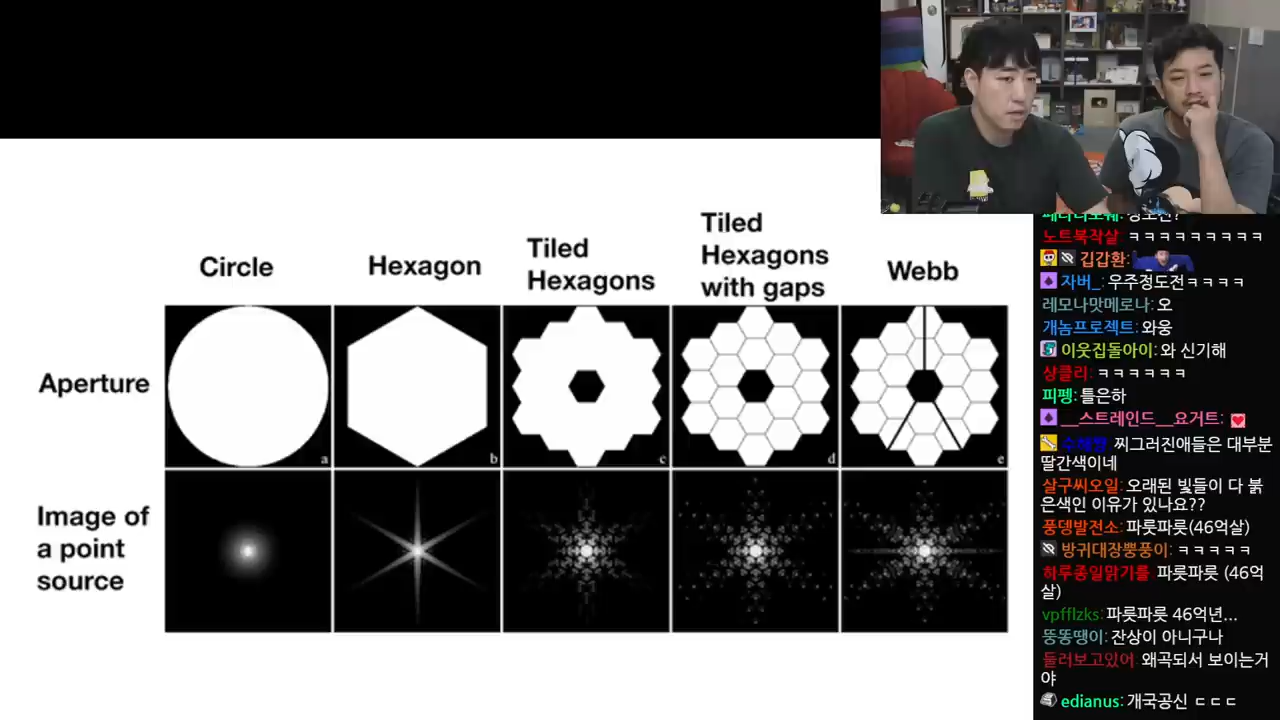 Circle
Hexagon
Tiled
Hexagons
Tiled
Hexagons
with gaps
Webb
Aperture
a
b
c
d
e
Image of
a point
source
노트북작살: ㅋㅋㅋㅋㅋㅋㅋㅋㅋ
김갑환:
자버_: 우주정도전ㅋㅋㅋㅋ
레모나맛메로나: 오
개놈프로젝트: 와웅
이웃집돌아이: 와 신기해
샹클리: ㅋㅋㅋㅋㅋㅋ
피펭: 틀은하
__스트레인드__요거트:
찌그러진애들은 대부분
딸간색이네
살구씨오일: 오래된 빛들이 다 붉
은색인 이유가 있나요??
풍뎅발전소: 파릇파릇(46억살)
방귀대장뿡풍이: ㅋㅋㅋㅋㅋ
하루종일맑기를: 파릇파릇 (46억
살)
vpfflzks: 파릇파릇 46억년...
뚱똥땡이: 잔상이 아니구나
둘러보고있어: 왜곡되서 보이는거
야
edianus: 개국공신 ㄷㄷㄷ